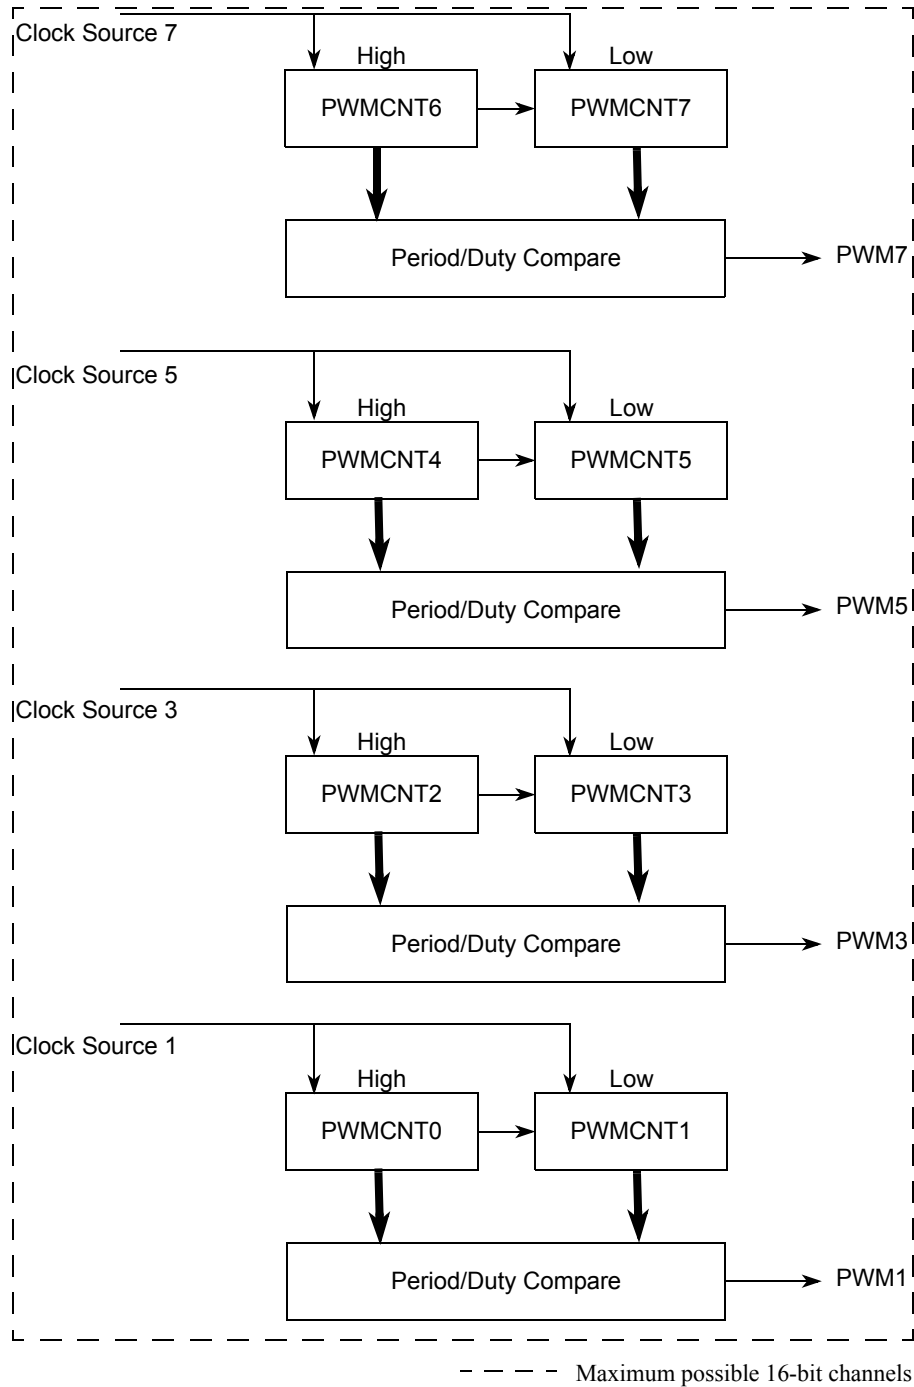 Clock Source 7
High
Low
PWMCNT6
PWMCNT7
Period/Duty Compare
PWM7
Clock Source 5
High
Low
PWMCNT4
PWMCNT5
Period/Duty Compare
PWM5
Clock Source 3
High
Low
PWMCNT2
PWMCNT3
Period/Duty Compare
PWM3
Clock Source 1
High
Low
PWMCNT0
PWMCNT1
Period/Duty Compare
PWM1
Maximum possible 16-bit channels